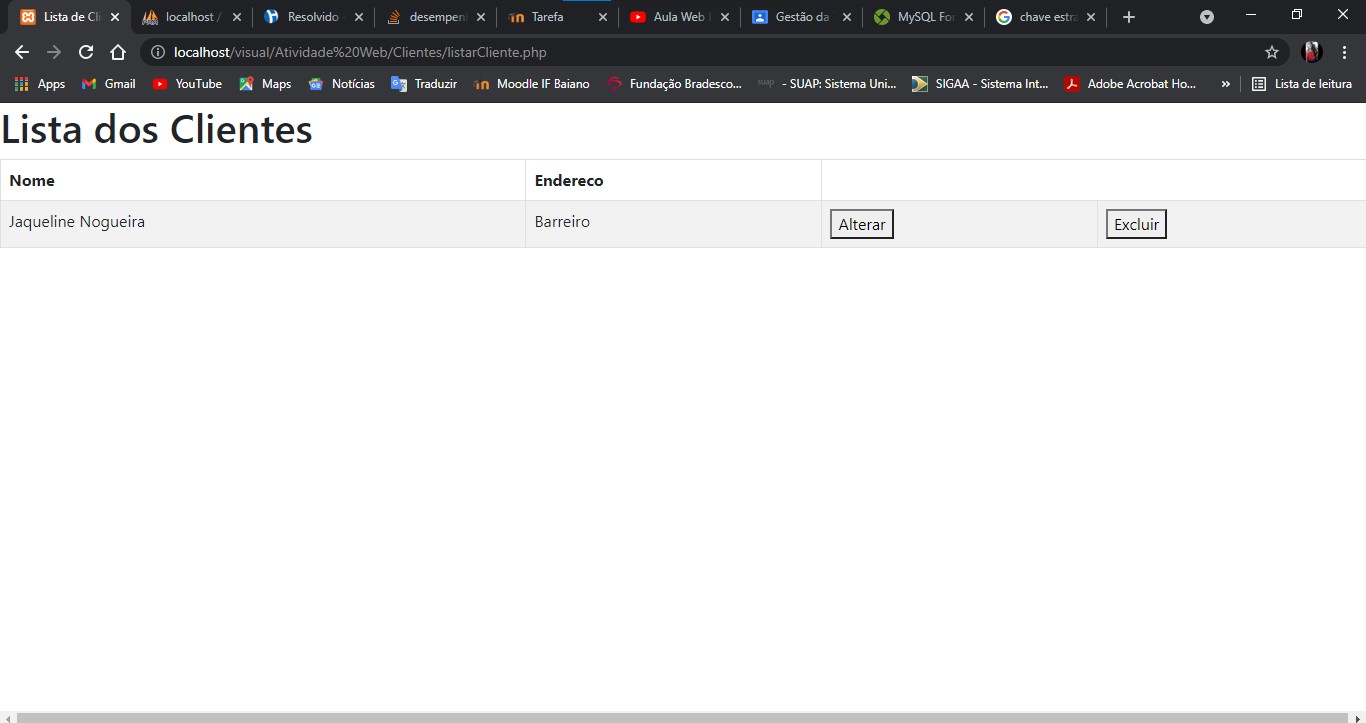 Lista de Cli
localhost /
Resolvido
desempen
Tarefa
Aula Web
Gestão da
MySQL For
chave estra
localhost/visual/Atividade%20Web/Clientes/listarCliente.php
Apps
Gmail
YouTube
Maps
Notícias
Traduzir
Moodle IF Baiano
Fundação Bradesco...
suap - SUAP: Sistema Uni...
SIGAA - Sistema Int...
Adobe Acrobat Ho...
»
Lista de leitura
Lista dos Clientes
Nome Endereco
Jaqueline Nogueira Barreiro Alterar Excluir